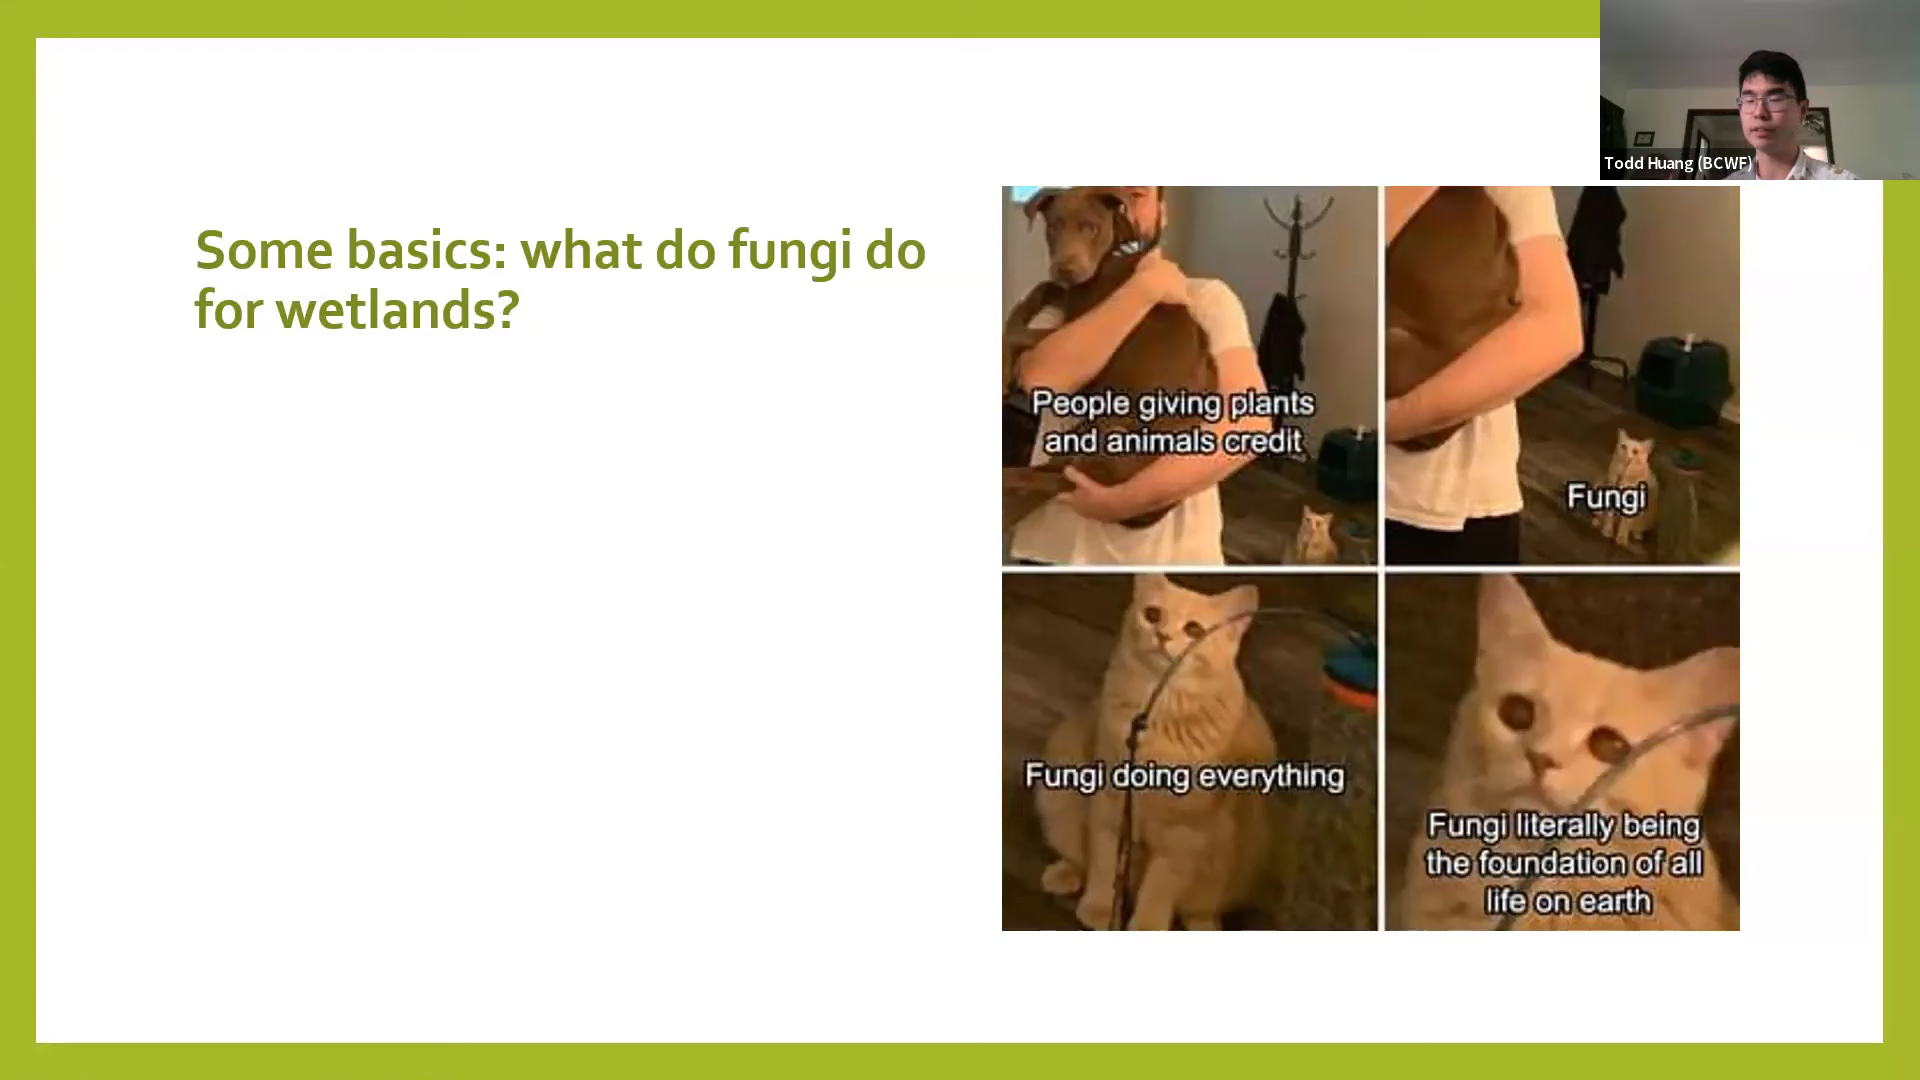 Todd Huang (BCWF)
Some basics: what do fungi do
for wetlands?
People giving plants
and animals credit
Fungi
Fungi doing everything
Fungi literally being
the foundation of all
life on earth